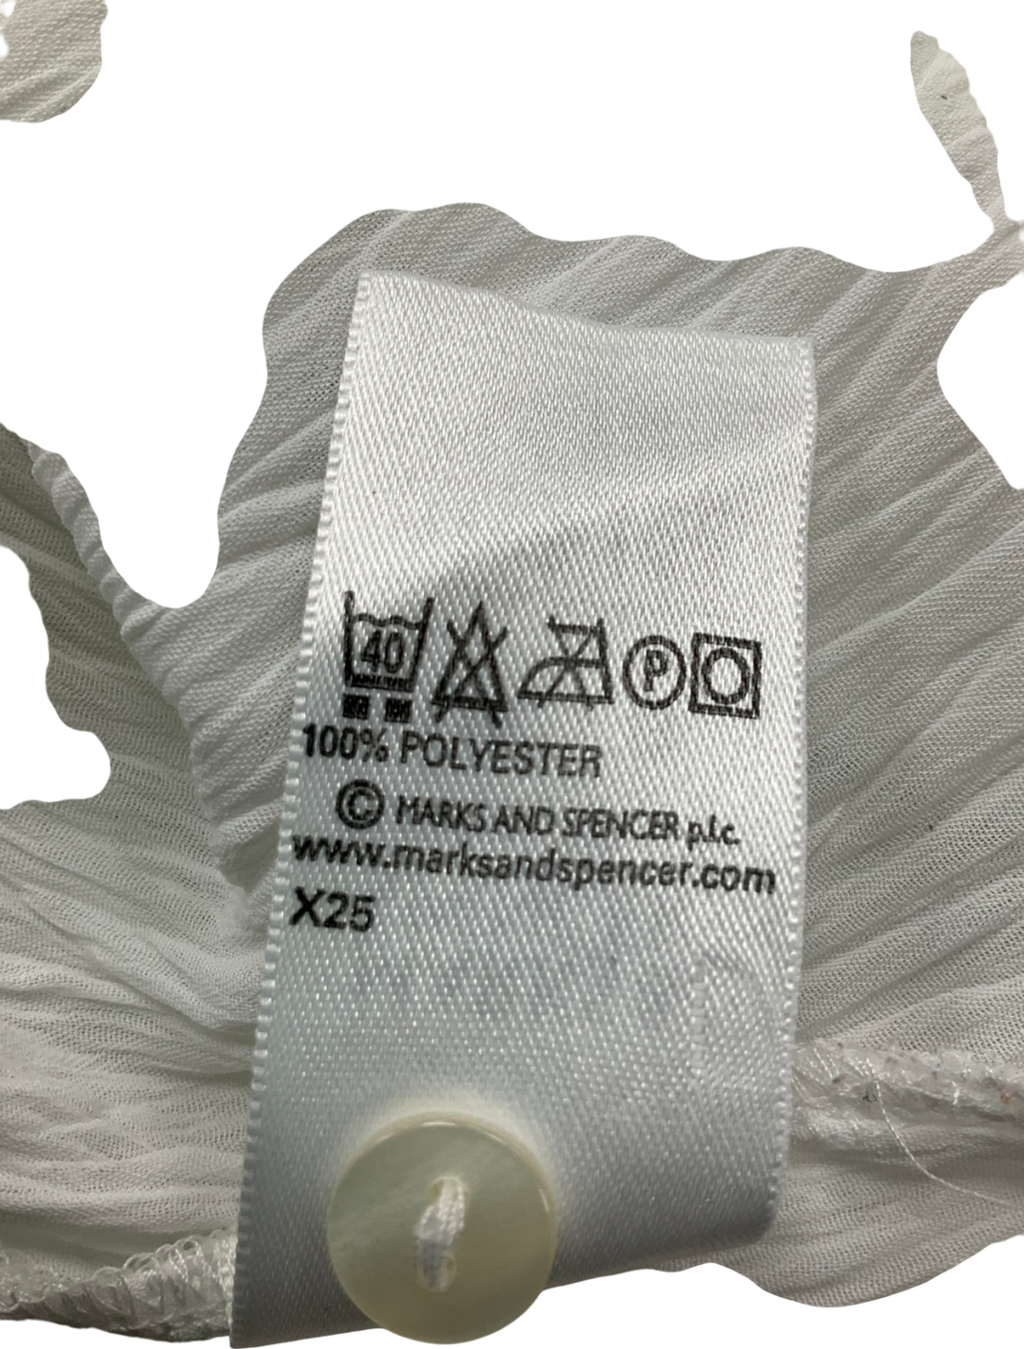 40
P
100% POLYESTER
© MARKS AND SPENCER p.l.c.
www.marksandspencer.com
X25